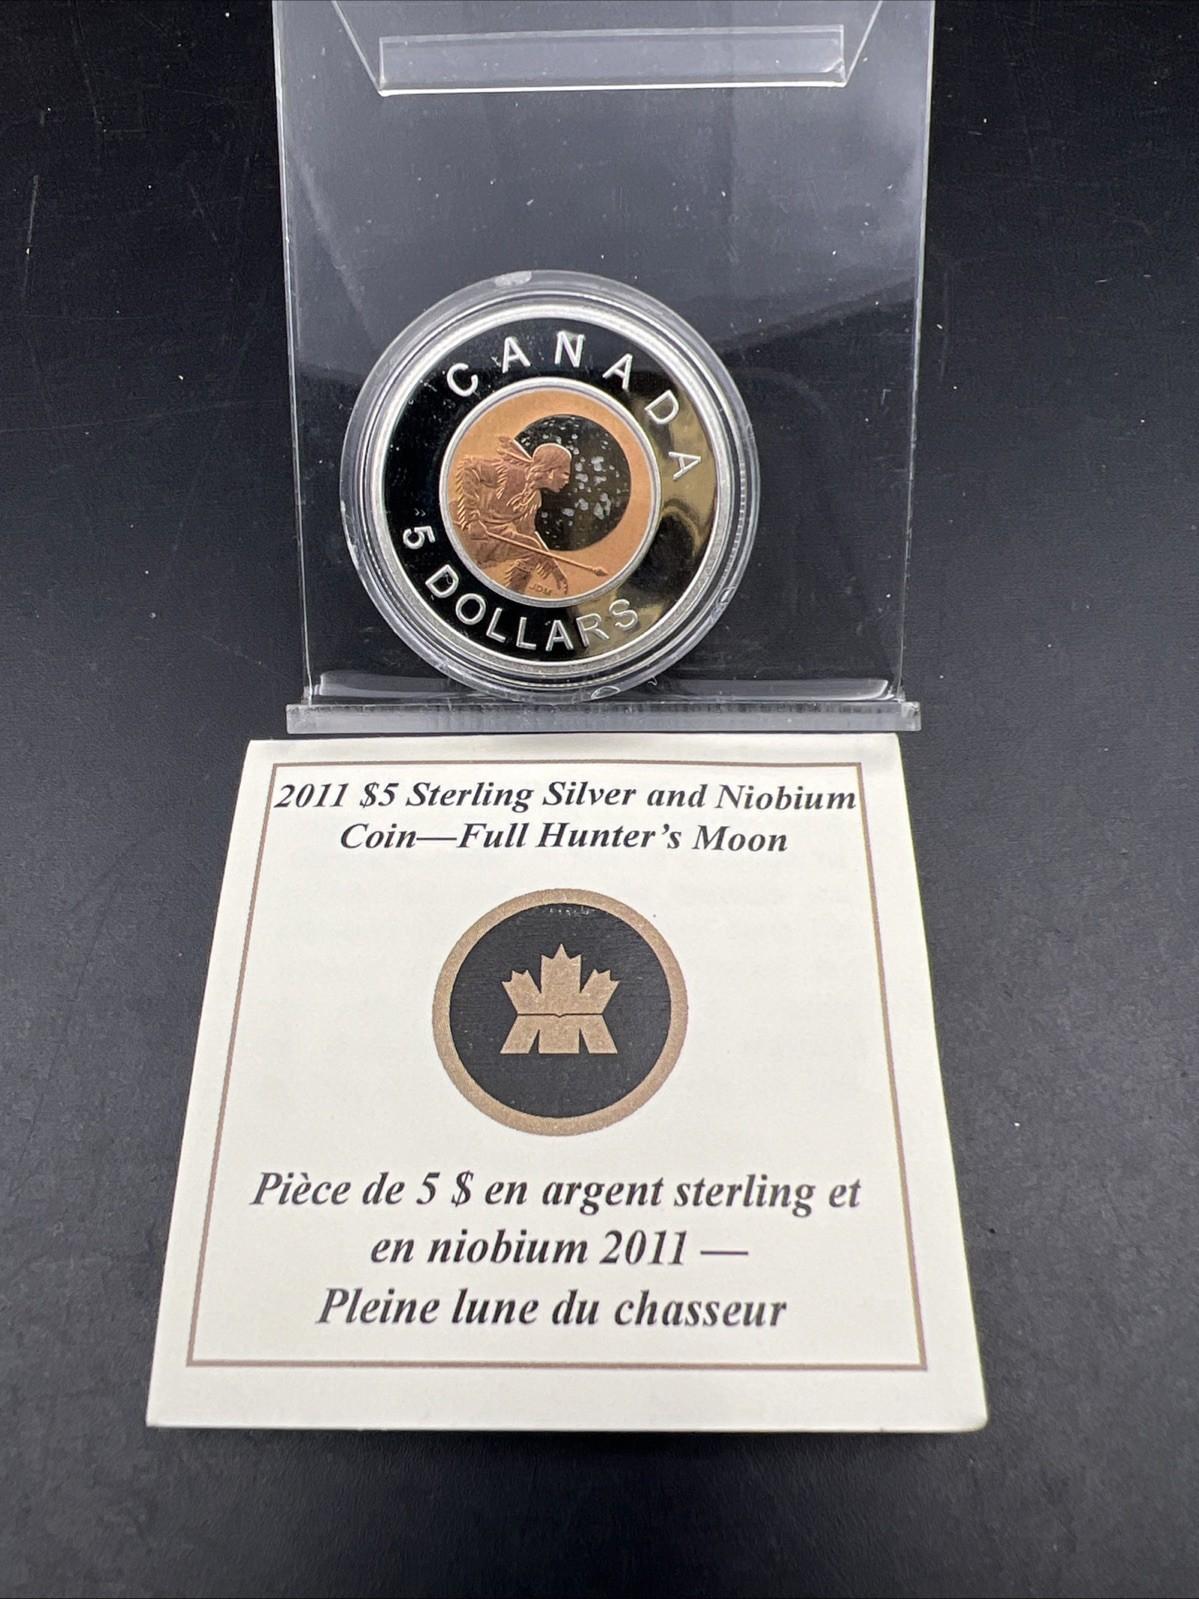 CANADA
5 DOLLARS
JDM
2011 $5 Sterling Silver and Niobium
Coin—Full Hunter's Moon
Pièce de 5 $ en argent sterling et
en niobium 2011 —
Pleine lune du chasseur